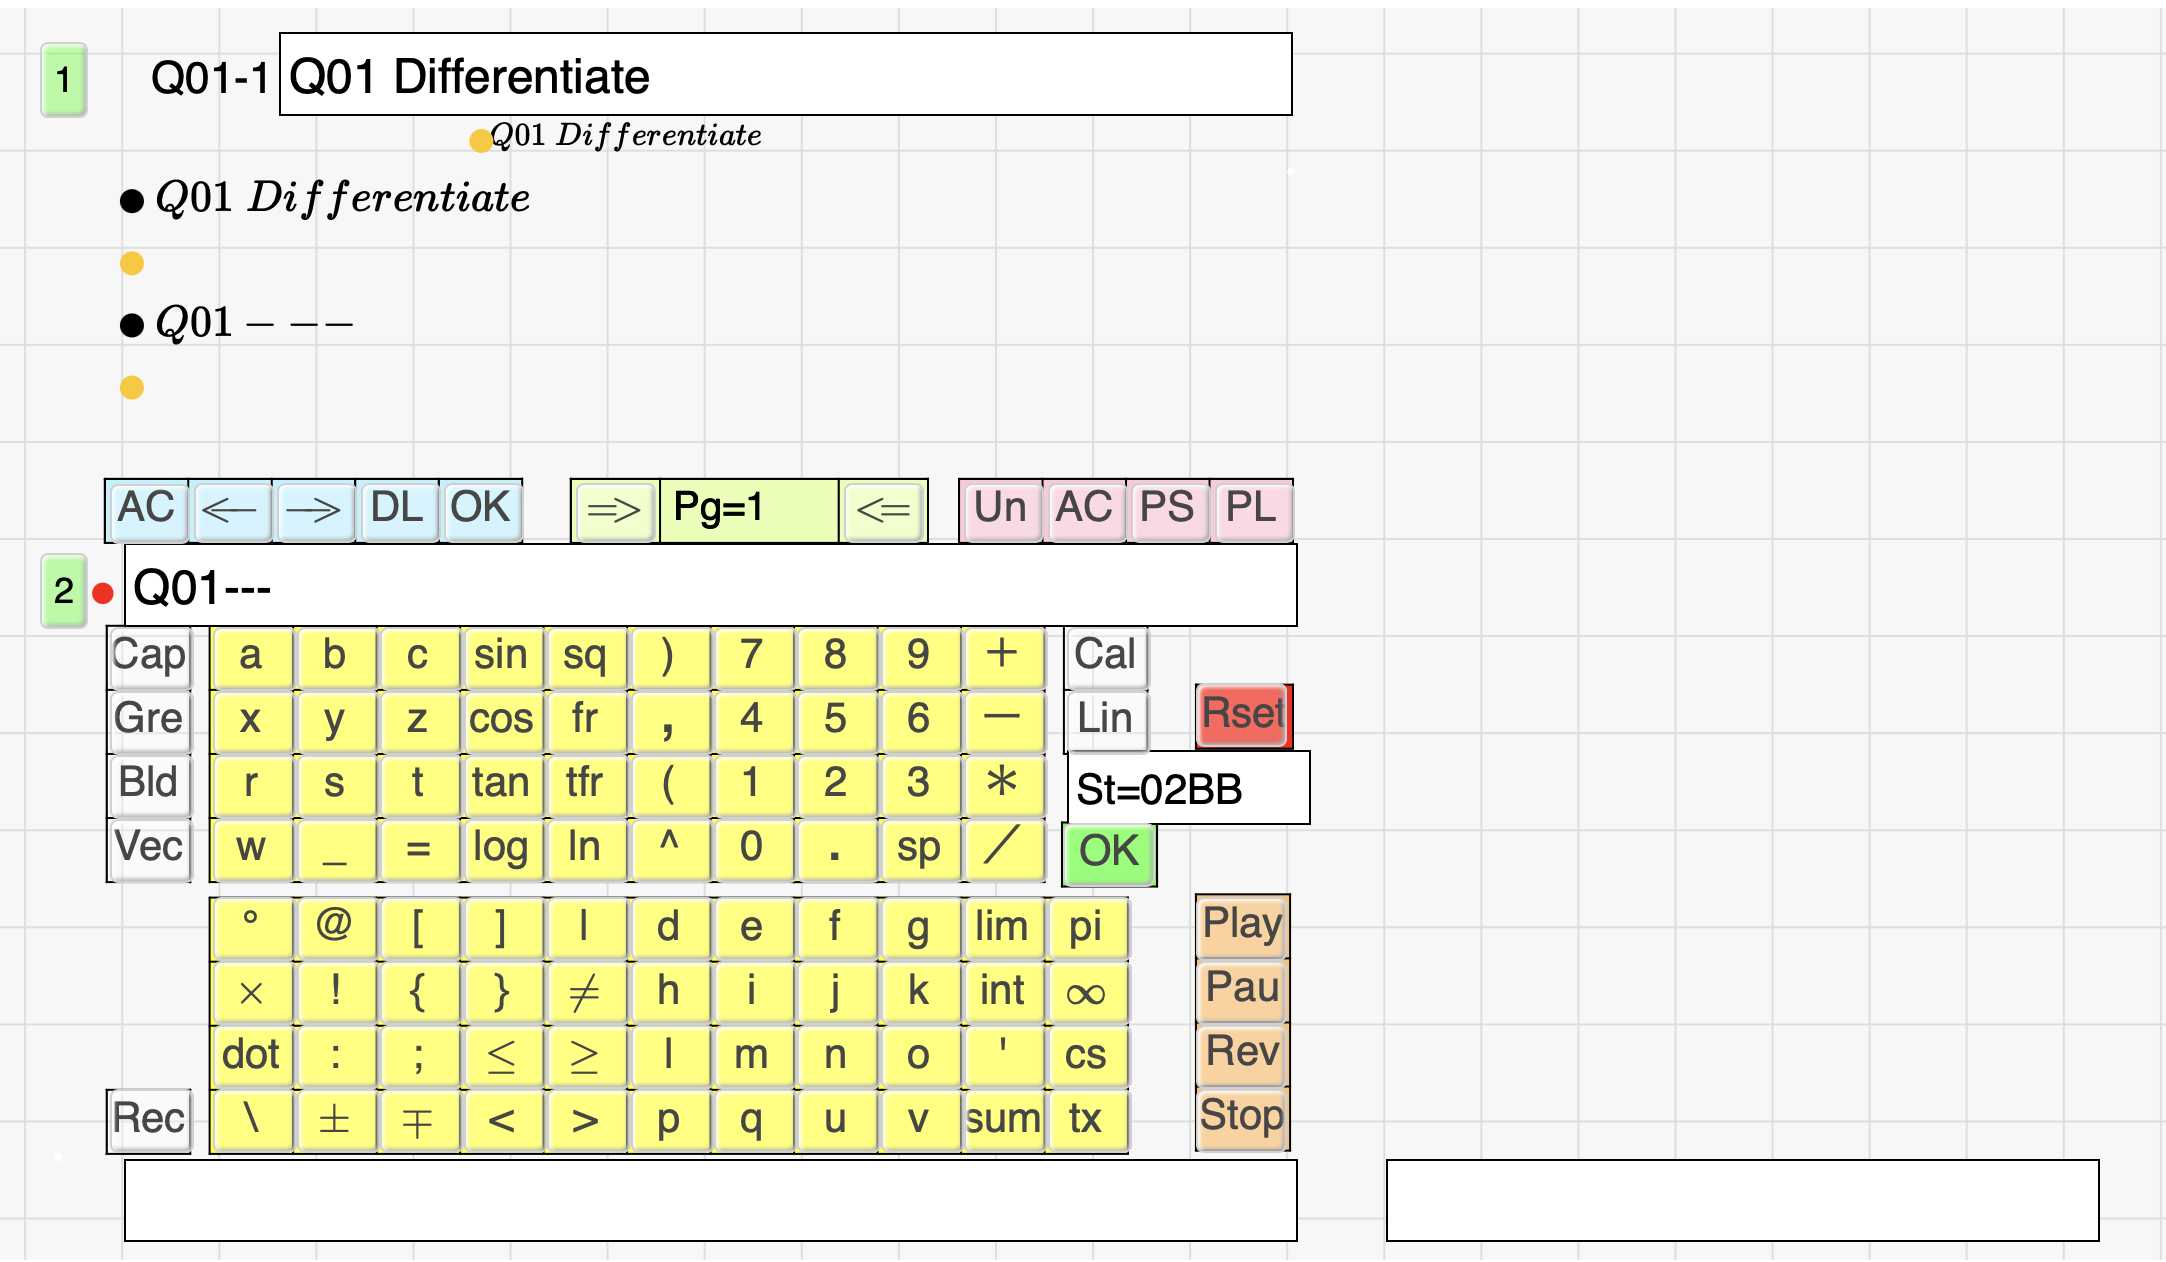 1 Q01-1 Q01 Differentiate
Q01 Differentiate
Q01 Differentiate
Q01 − −−
AC ← → DL OK => Pg=1 <= Un AC PS PL
2 Q01---
Cap a b c sin sq ) 7 8 9 + Cal
Gre x y z cos fr , 4 5 6 — Lin Rset
Bld r s t tan tfr ( 1 2 3 * St=02BB
Vec w _ = log ln ^ 0 . sp / OK
° @ [ ] | d e f g lim pi Play
× ! { } ≠ h i j k int ∞ Pau
dot : ; ≤ ≥ l m n o ' cs Rev
Rec \ ± ∓ < > p q u v sum tx Stop